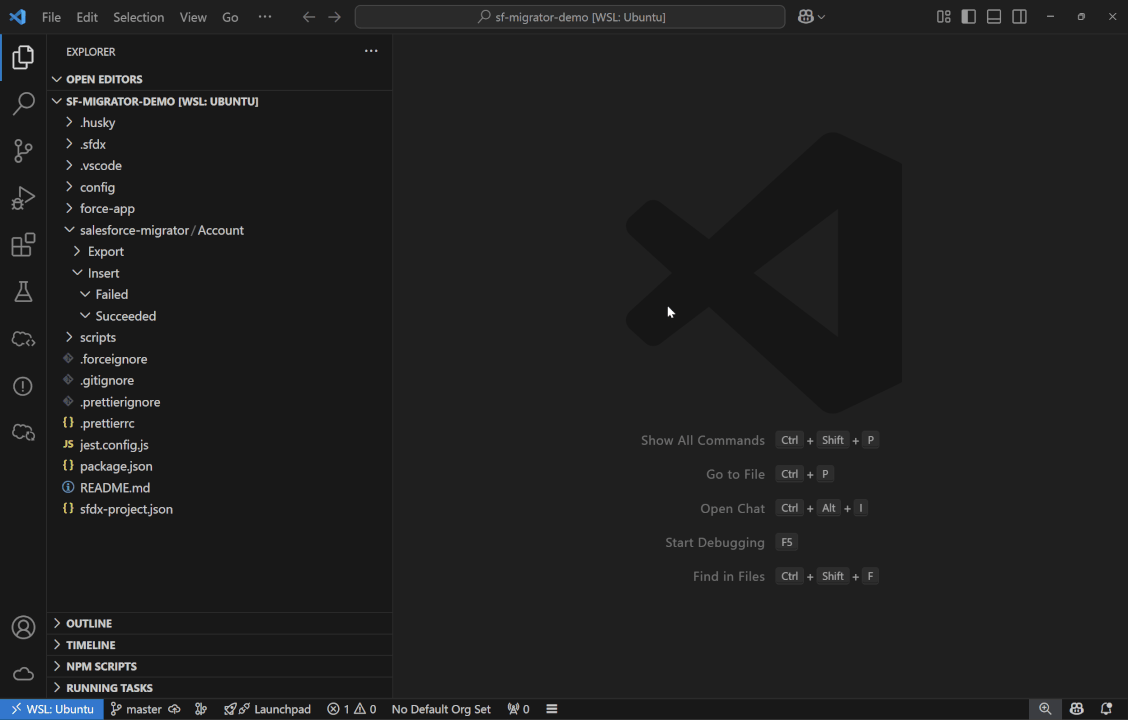 File Edit Selection View Go ···
sf-migrator-demo [WSL: Ubuntu]
EXPLORER
OPEN EDITORS
SF-MIGRATOR-DEMO [WSL: UBUNTU]
.husky
.sfdx
.vscode
config
force-app
salesforce-migrator / Account
Export
Insert
Failed
Succeeded
scripts
.forceignore
.gitignore
.prettierignore
{} .prettierrc
JS jest.config.js
{} package.json
README.md
{} sfdx-project.json
OUTLINE
TIMELINE
NPM SCRIPTS
RUNNING TASKS
Show All Commands Ctrl + Shift + P
Go to File Ctrl + P
Open Chat Ctrl + Alt + I
Start Debugging F5
Find in Files Ctrl + Shift + F
WSL: Ubuntu master Launchpad 1 0 No Default Org Set 0